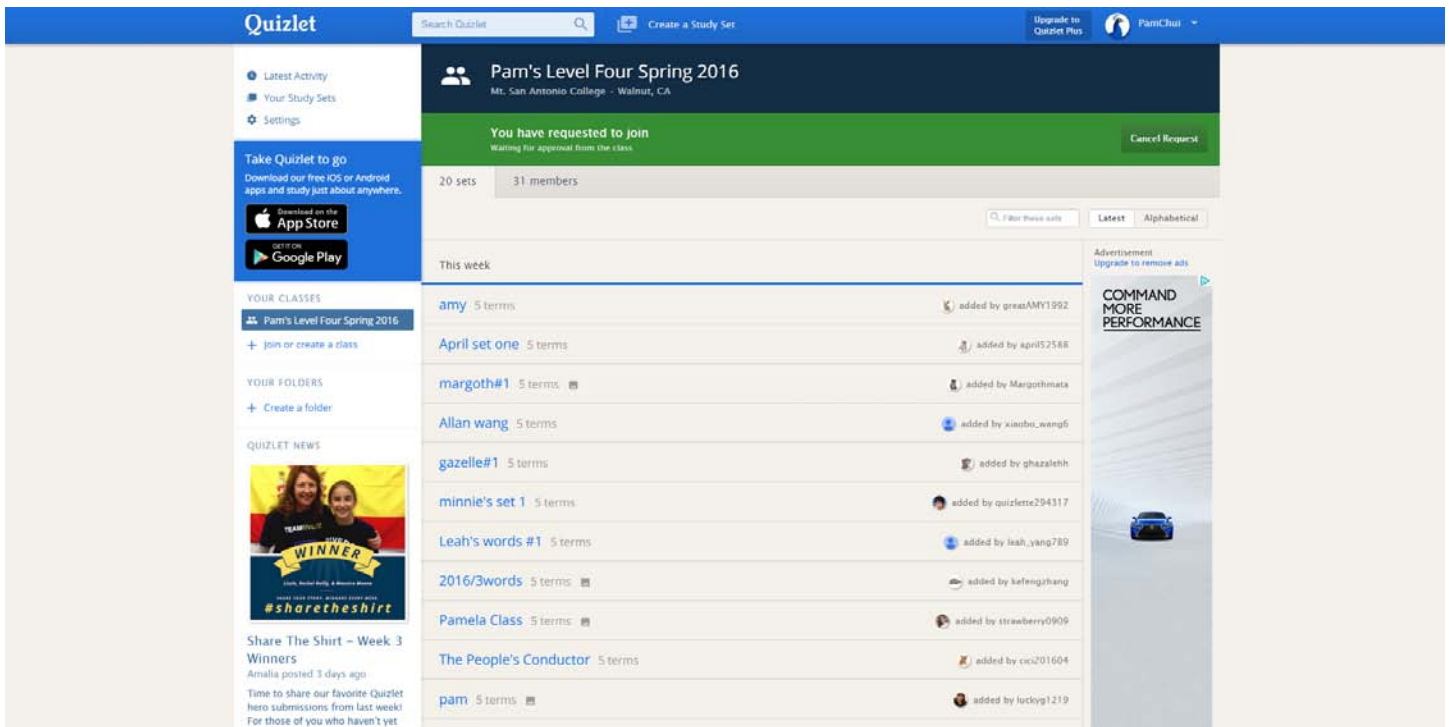 Quizlet
Search Quizlet
Create a Study Set
Upgrade to
Quizlet Plus
PamChui
Latest Activity
Your Study Sets
Settings
Take Quizlet to go
Download our free iOS or Android
apps and study just about anywhere.
Download on the
App Store
GET IT ON
Google Play
YOUR CLASSES
Pam's Level Four Spring 2016
+ Join or create a class
YOUR FOLDERS
+ Create a folder
QUIZLET NEWS
WINNER
#sharetheshirt
Share The Shirt – Week 3
Winners
Amalia posted 3 days ago
Time to share our favorite Quizlet
hero submissions from last week!
For those of you who haven't yet
Pam's Level Four Spring 2016
Mt. San Antonio College - Walnut, CA
You have requested to join
Waiting for approval from the class
Cancel Request
20 sets 31 members
Filter these sets
Latest Alphabetical
This week
amy 5 terms added by greatAMY1992
April set one 5 terms added by april52588
margoth#1 5 terms added by Margothmata
Allan wang 5 terms added by xiaobo_wang6
gazelle#1 5 terms added by ghazalehh
minnie's set 1 5 terms added by quizlette294317
Leah's words #1 5 terms added by leah_yang789
2016/3words 5 terms added by kefengzhang
Pamela Class 5 terms added by strawberry0909
The People's Conductor 5 terms added by cici201604
pam 5 terms added by luckyg1219
Advertisement
Upgrade to remove ads
COMMAND
MORE
PERFORMANCE